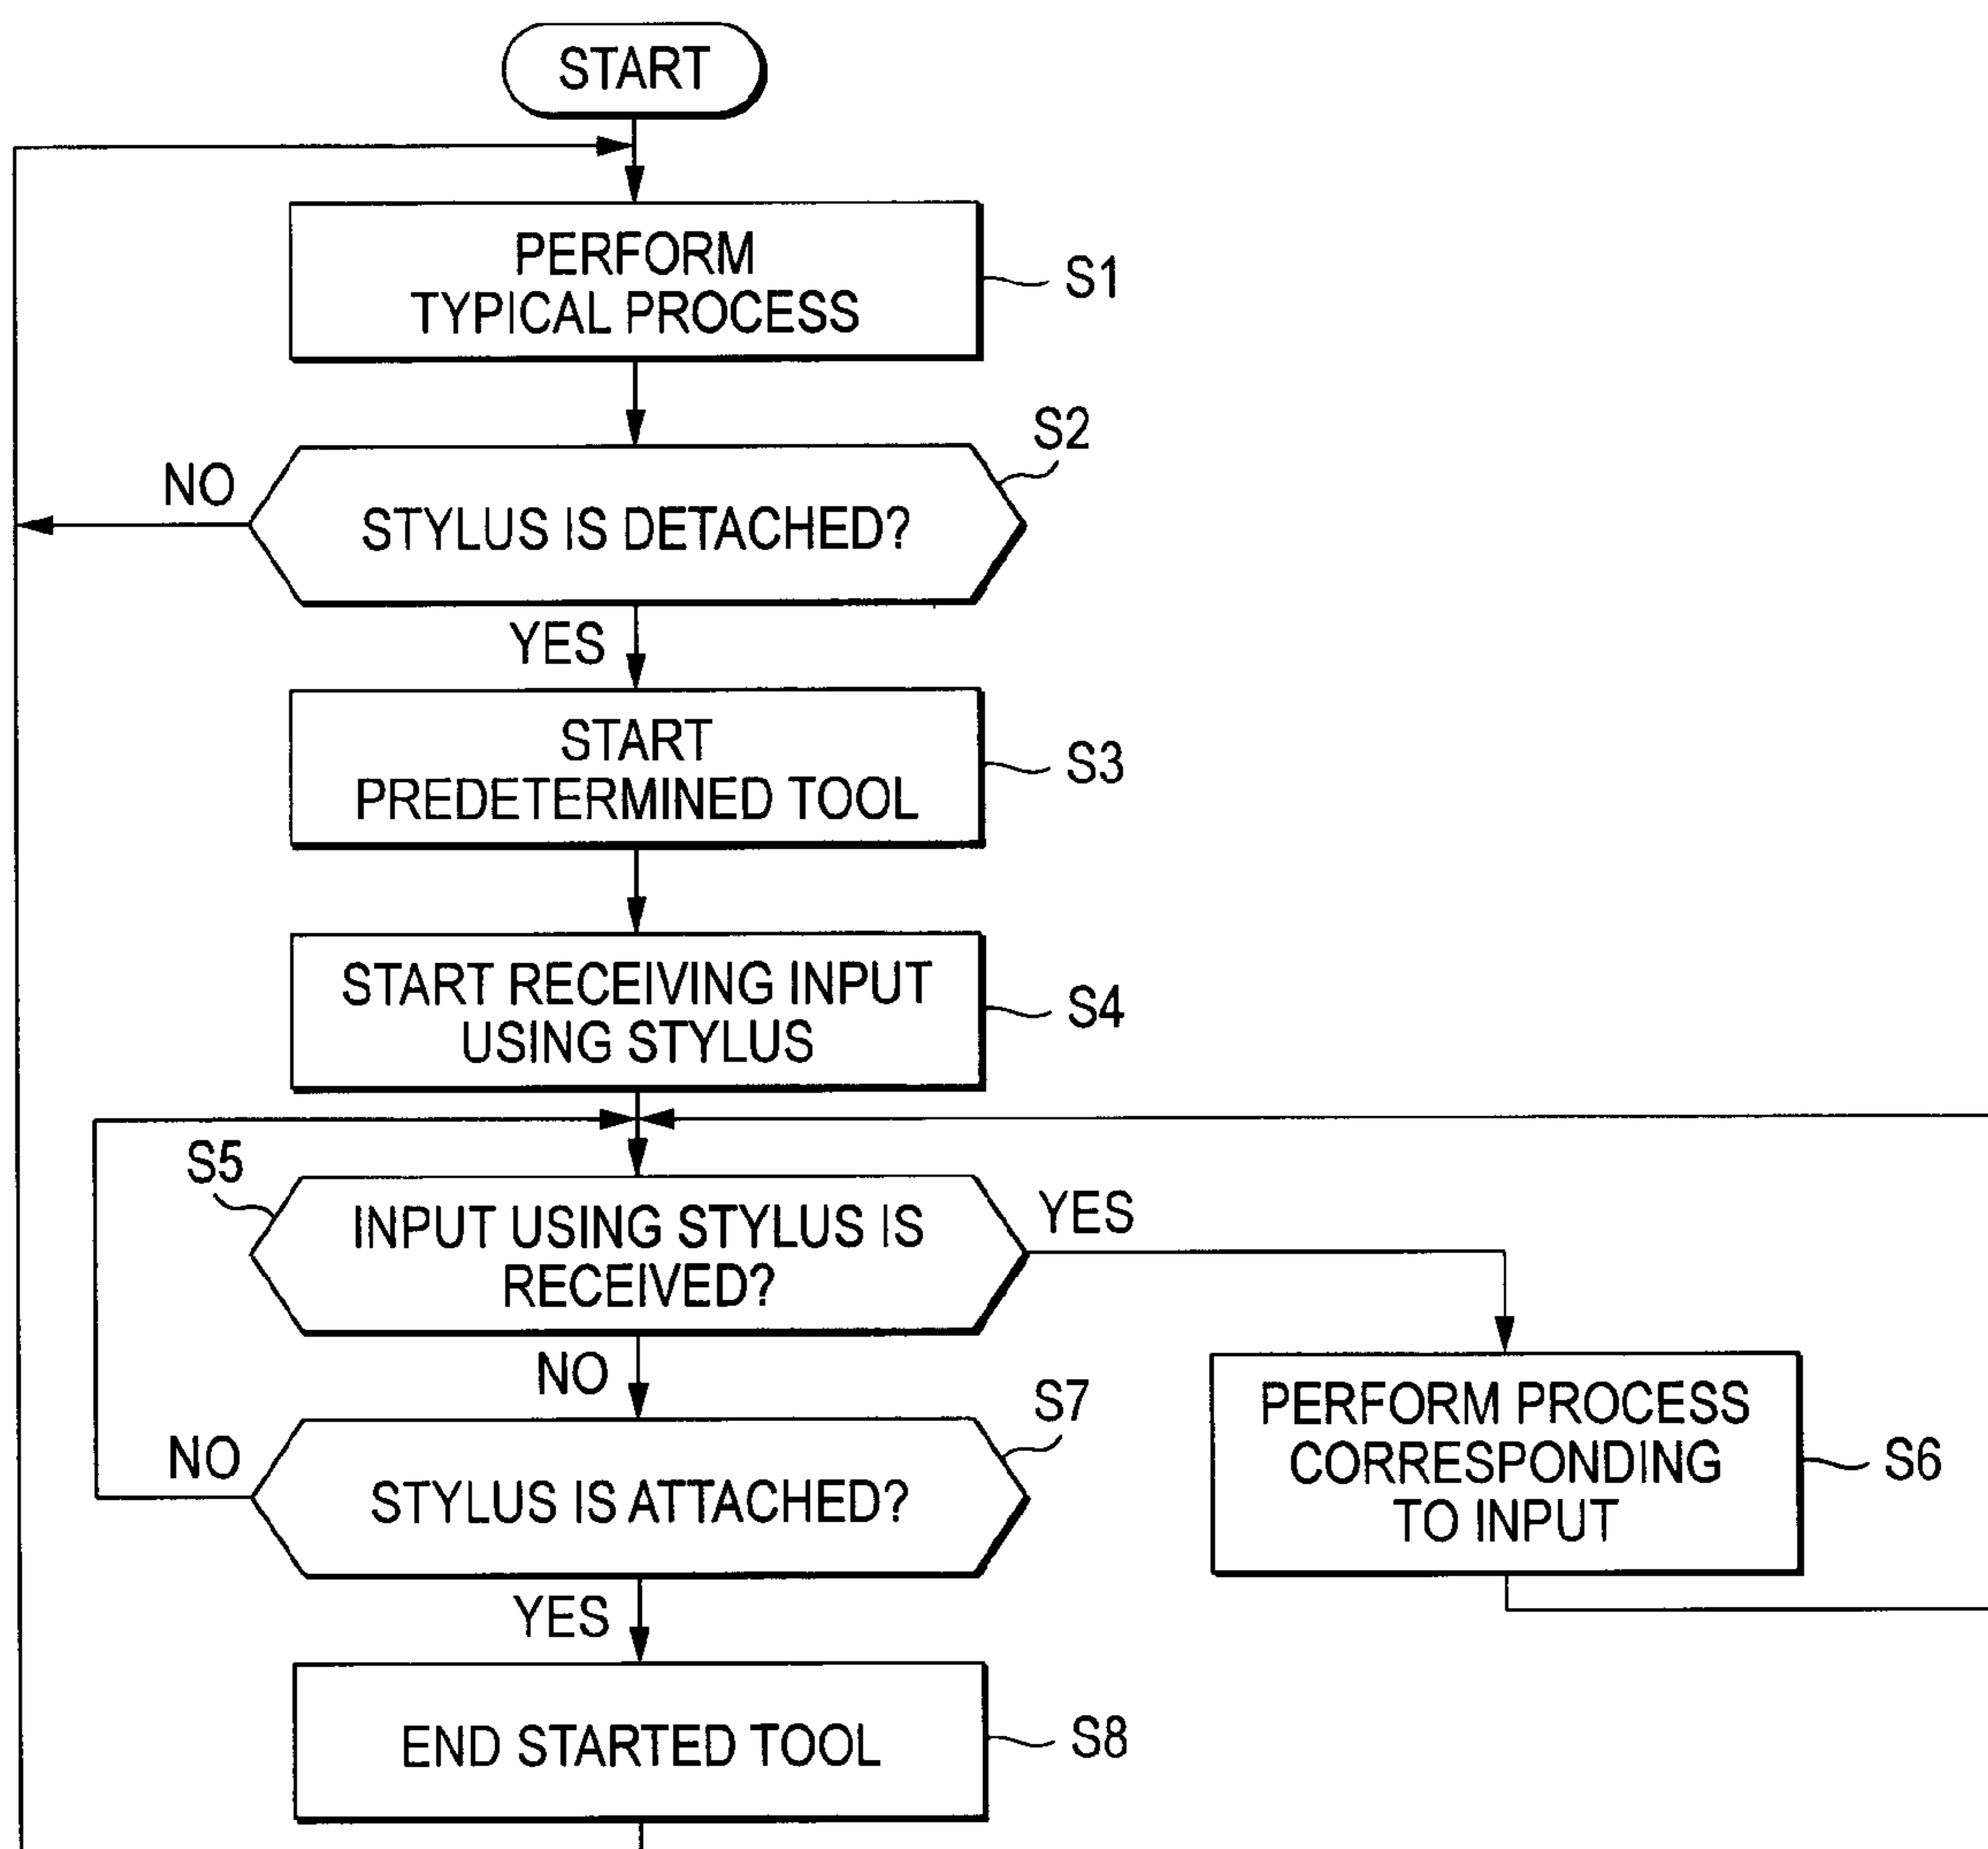 START
PERFORM
TYPICAL PROCESS
S1
S2
NO
STYLUS IS DETACHED?
YES
START
PREDETERMINED TOOL
S3
START RECEIVING INPUT
USING STYLUS
S4
S5
INPUT USING STYLUS IS
RECEIVED?
YES
NO
PERFORM PROCESS
CORRESPONDING
TO INPUT
S6
S7
NO
STYLUS IS ATTACHED?
YES
END STARTED TOOL
S8